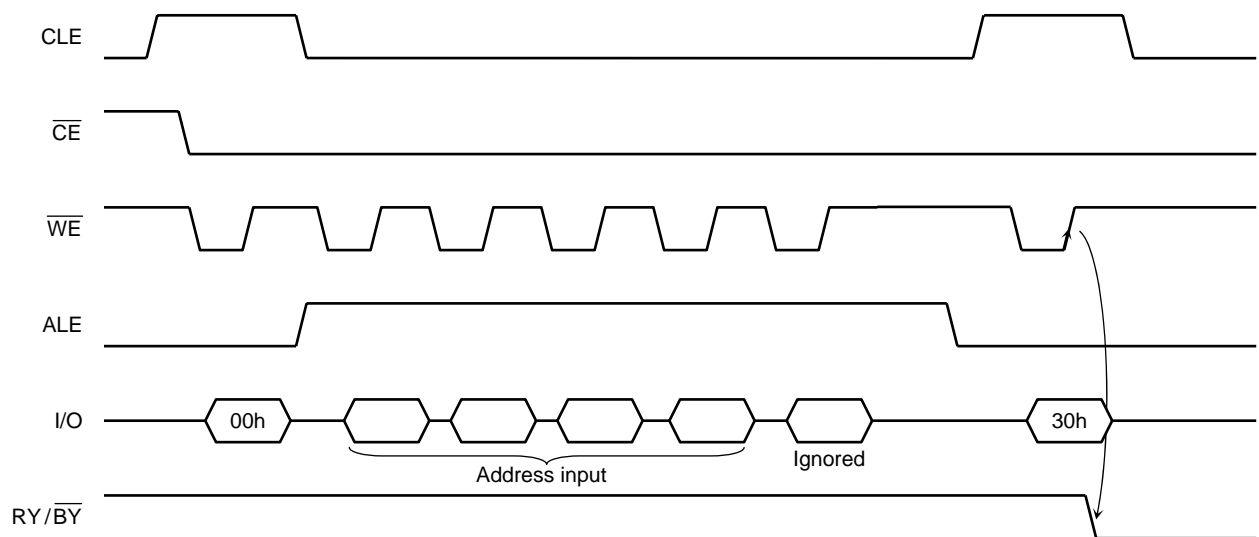 CLE
CE
WE
ALE
I/O
00h
30h
Address input
Ignored
RY/BY